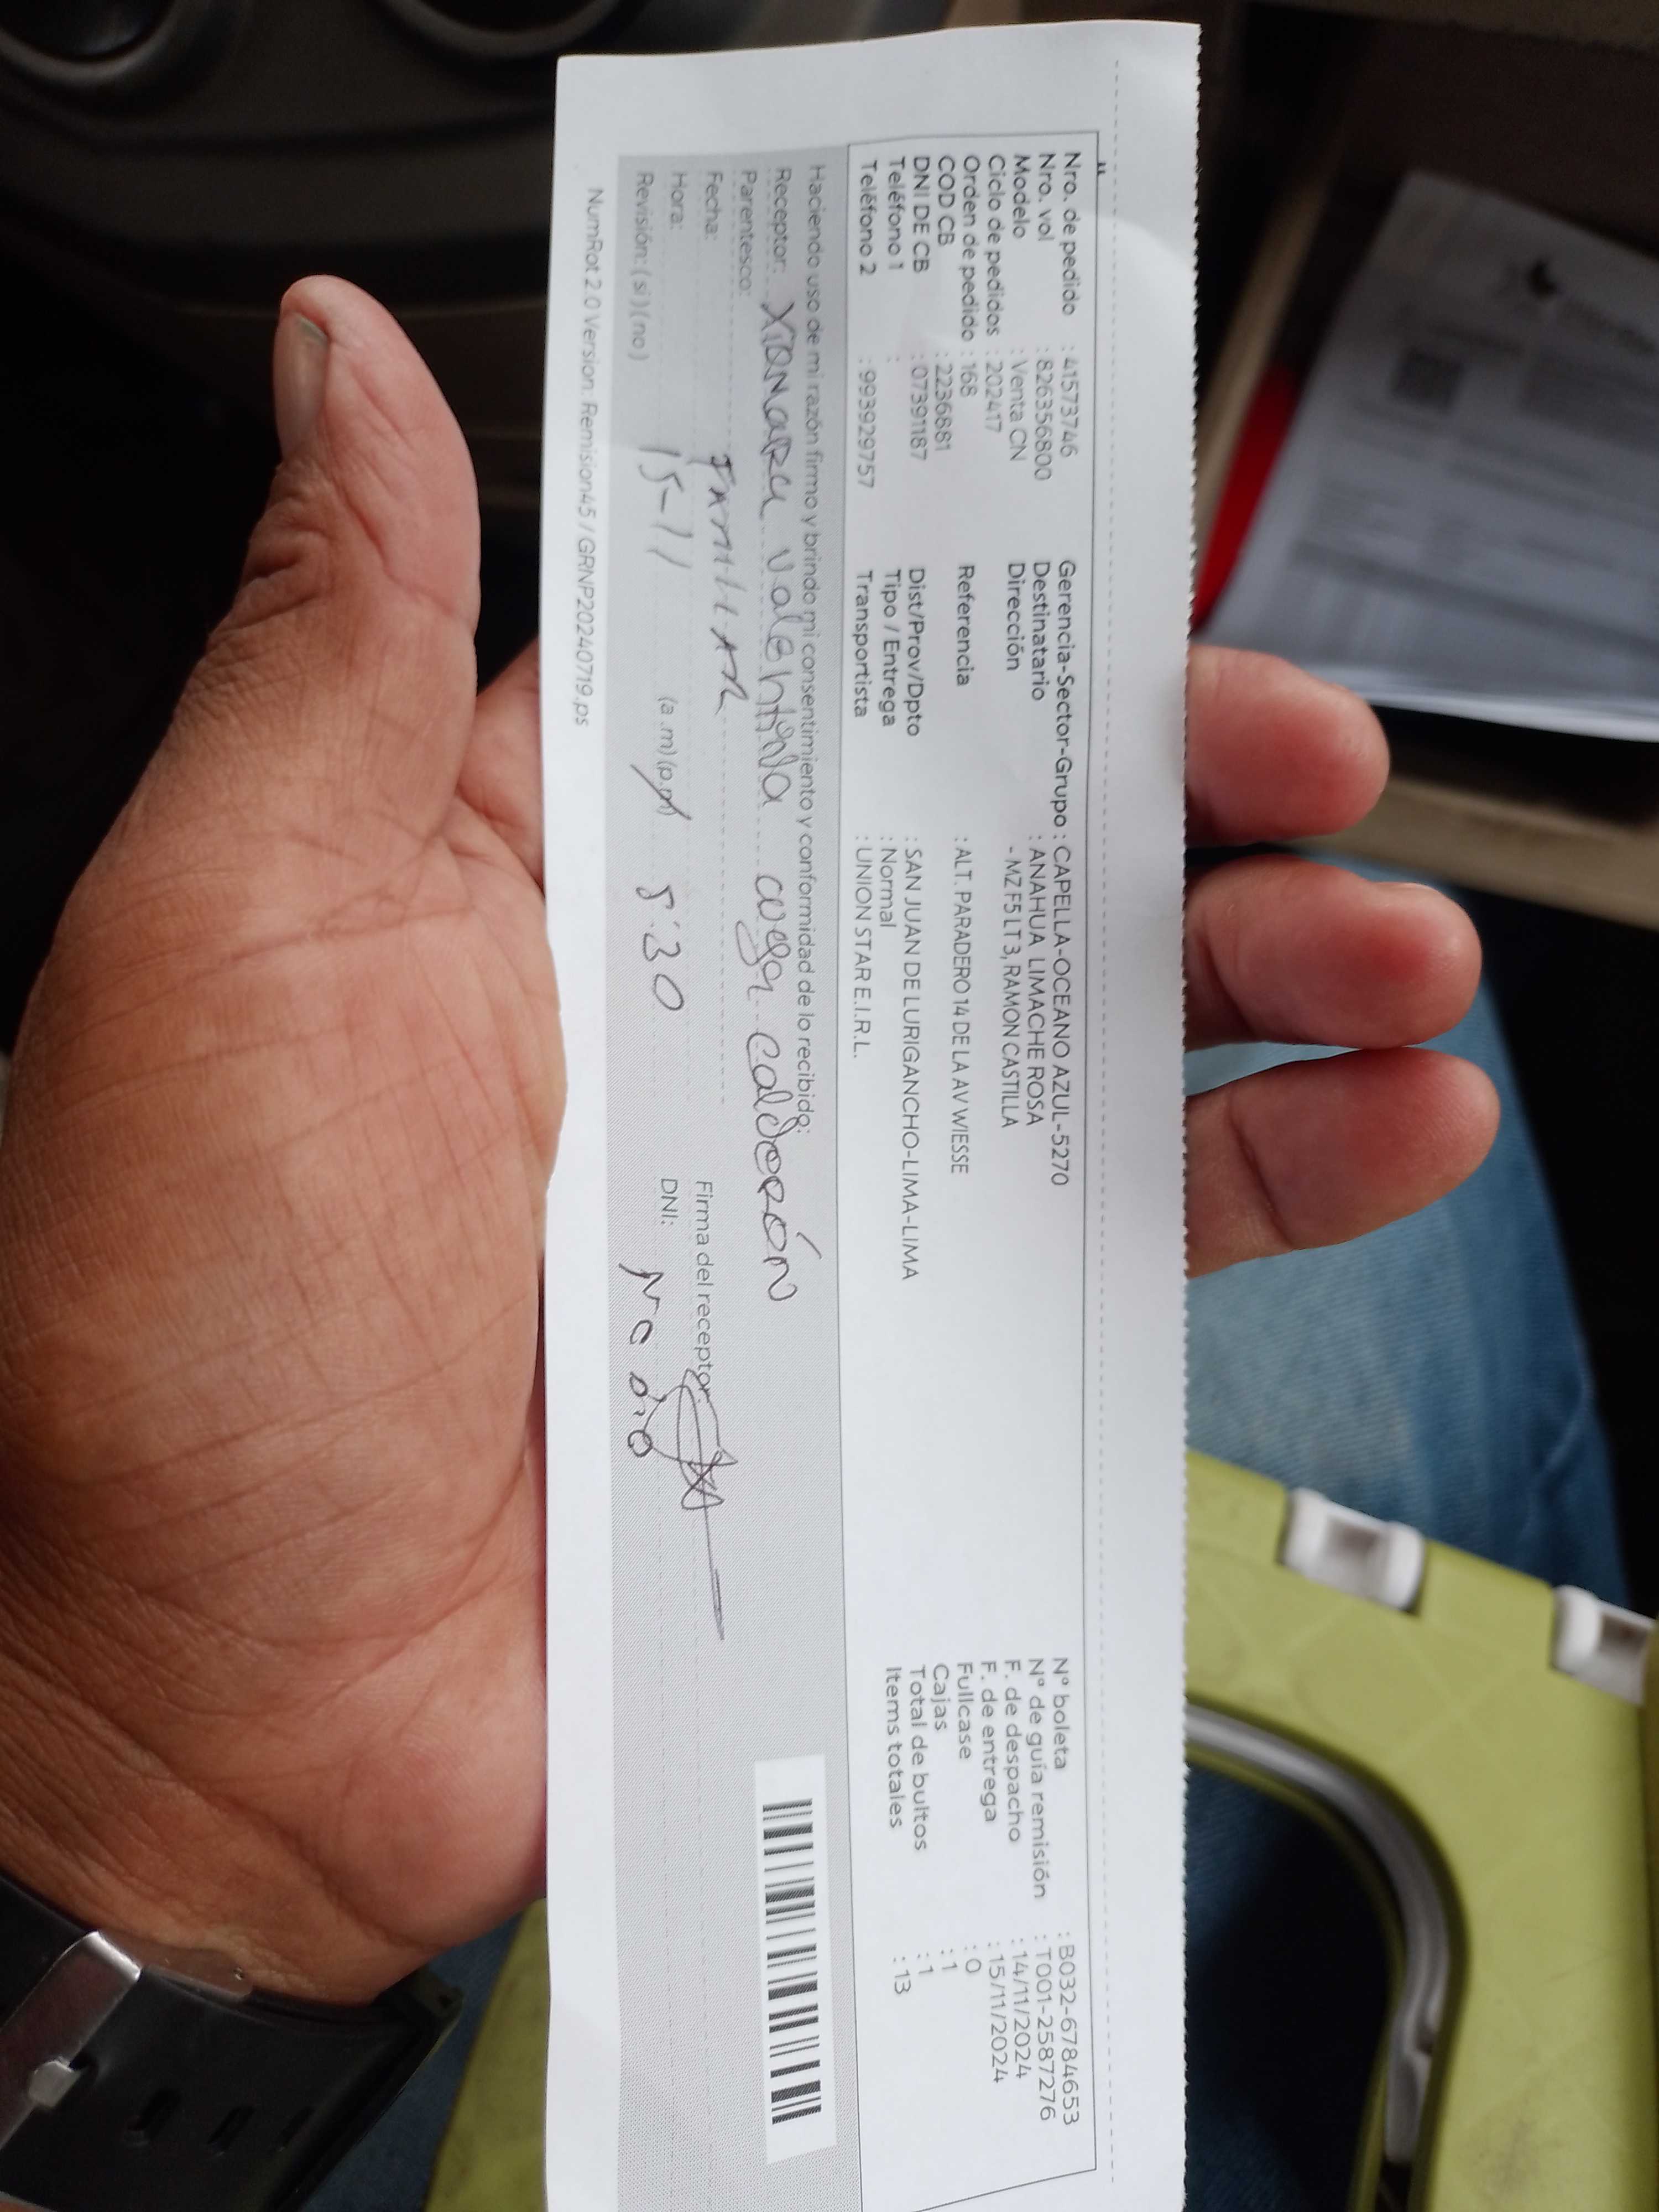 Nro. de pedido : 41573746
Nro. vol : 826356800
Modelo : Venta CN
Ciclo de pedidos : 202417
Orden de pedido : 168
COD CB : 2236881
DNI DE CB : 07391187
Teléfono 1 :
Teléfono 2 : 993929757
Gerencia-Sector-Grupo : CAPELLA-OCEANO AZUL-5270
Destinatario : ANAHUA LIMACHE ROSA
Dirección - MZ F5 LT 3, RAMON CASTILLA
Referencia : ALT. PARADERO 14 DE LA AV WIESSE
Dist/Prov/Dpto : SAN JUAN DE LURIGANCHO-LIMA-LIMA
Tipo / Entrega : Normal
Transportista : UNION STAR E.I.R.L.
Nº boleta : B032-6784653
Nº de guía remisión : T001-2587276
F. de despacho : 14/11/2024
F. de entrega : 15/11/2024
Fullcase : 0
Cajas : 1
Total de bultos : 1
Items totales : 13
Haciendo uso de mi razón firmo y brindo mi consentimiento y conformidad de lo recibido:
Receptor: Xiomara valentina calderón
Parentesco: Familiar
Fecha: 15-11
Hora: (a.m)(p.m) 5:20
Revisión: (si)(no)
Firma del receptor:
DNI: No dio
NumRot 2.0 Version: Remision45 / GRNP20240719.ps